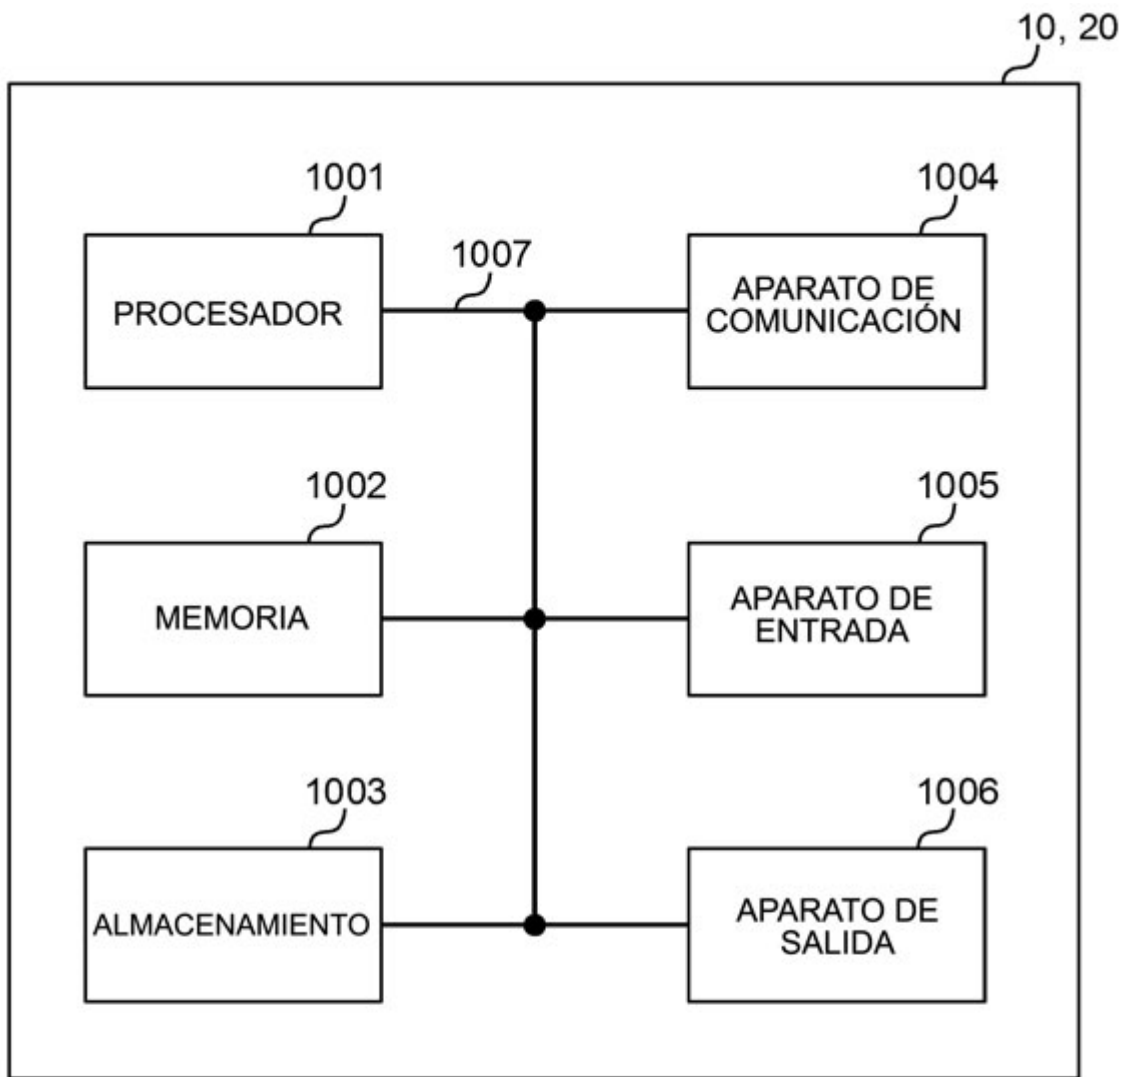 10, 20
1001
1004
1007
PROCESADOR
APARATO DE
COMUNICACIÓN
1002
1005
MEMORIA
APARATO DE
ENTRADA
1003
1006
ALMACENAMIENTO
APARATO DE
SALIDA